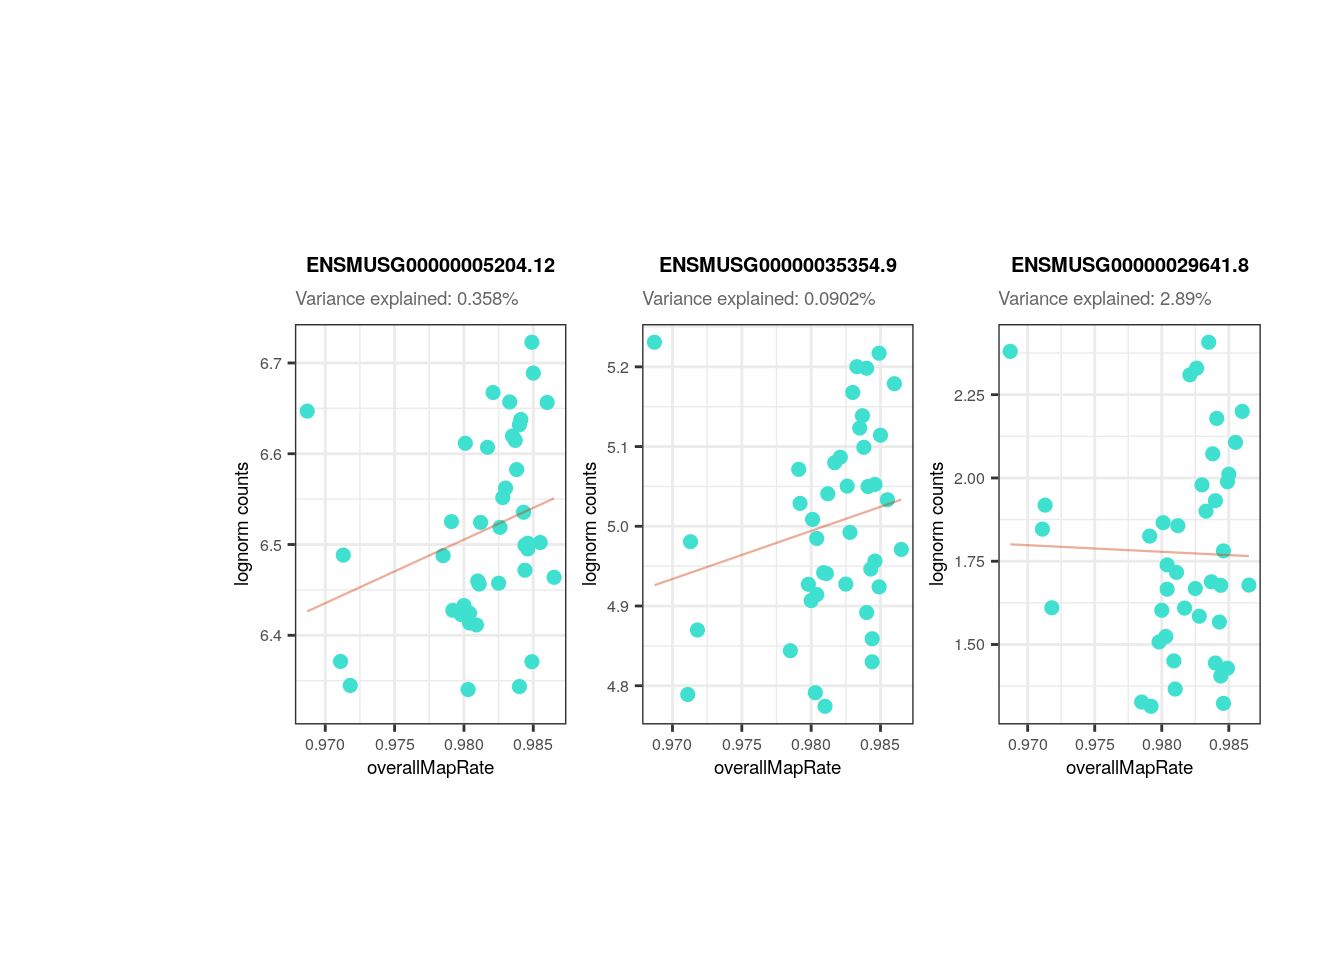 ENSMUSG00000005204.12
Variance explained: 0.358%
lognorm counts
6.7
6.6
6.5
6.4
0.970 0.975 0.980 0.985
overallMapRate
ENSMUSG00000035354.9
Variance explained: 0.0902%
lognorm counts
5.2
5.1
5.0
4.9
4.8
0.970 0.975 0.980 0.985
overallMapRate
ENSMUSG00000029641.8
Variance explained: 2.89%
lognorm counts
2.25
2.00
1.75
1.50
0.970 0.975 0.980 0.985
overallMapRate